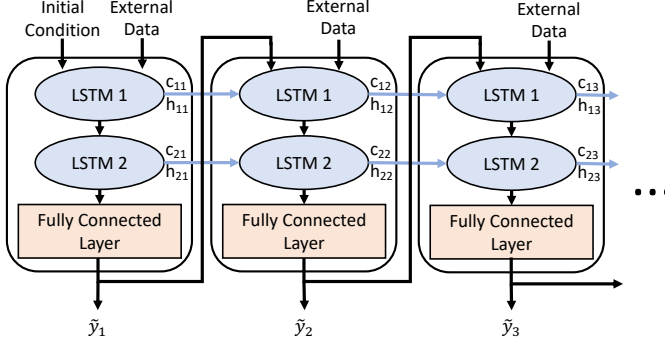 Initial
Condition
External
Data
External
Data
External
Data
LSTM 1
c₁₁
h₁₁
LSTM 1
c₁₂
h₁₂
LSTM 1
c₁₃
h₁₃
LSTM 2
c₂₁
h₂₁
LSTM 2
c₂₂
h₂₂
LSTM 2
c₂₃
h₂₃
...
Fully Connected
Layer
Fully Connected
Layer
Fully Connected
Layer
ỹ₁
ỹ₂
ỹ₃